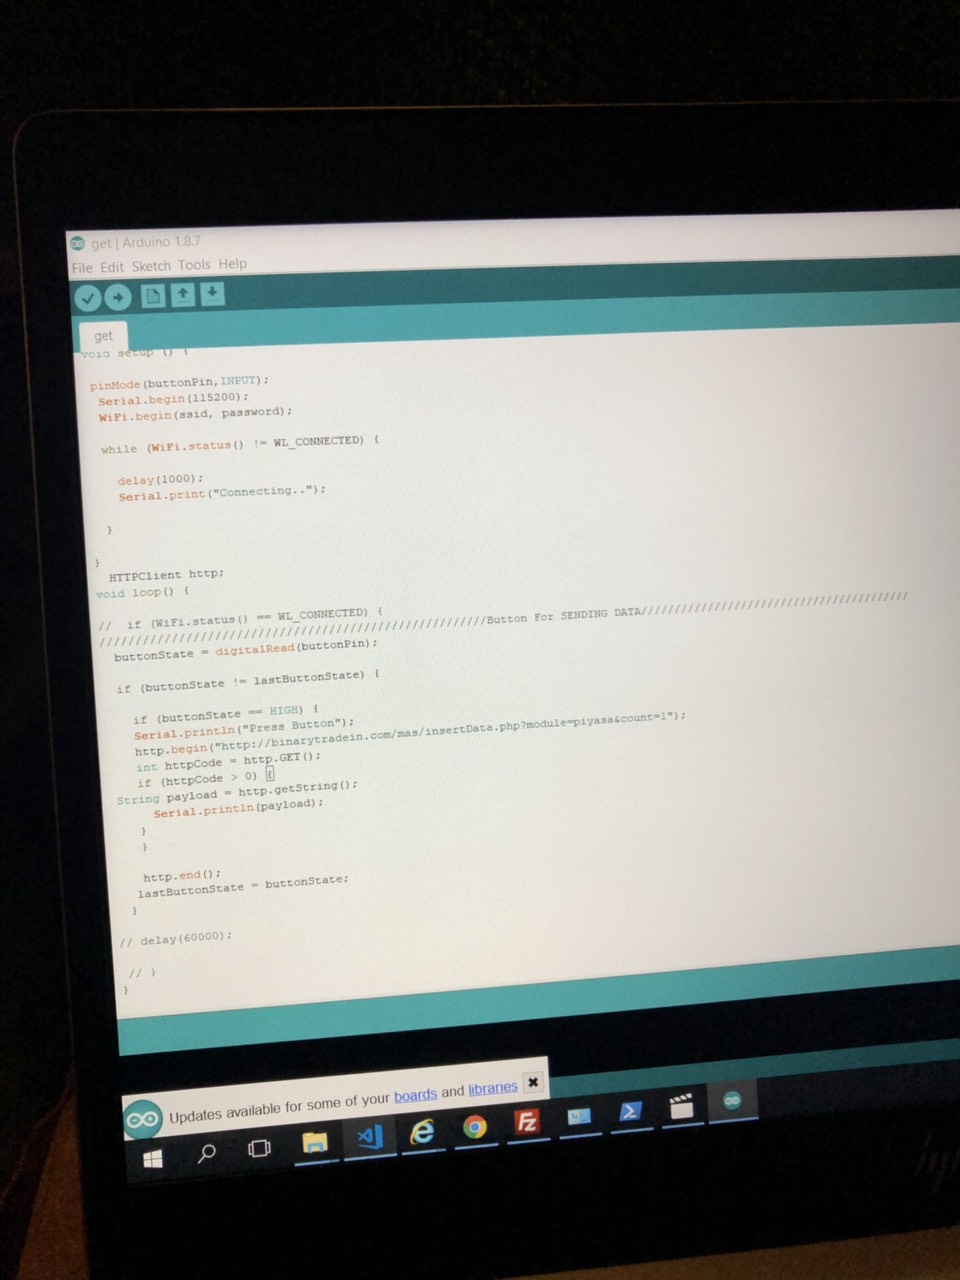 get | Arduino 1.8.7
File Edit Sketch Tools Help
get
void setup () {
pinMode(buttonPin,INPUT);
Serial.begin(115200);
WiFi.begin(ssid, password);
while (WiFi.status() != WL_CONNECTED) {
delay(1000);
Serial.print("Connecting..");
}
}
HTTPClient http;
void loop() {
// if (WiFi.status() == WL_CONNECTED) {
/////////////////////////////////////////////////////////Button For SENDING DATA////////////////////////////////////////
buttonState = digitalRead(buttonPin);
if (buttonState != lastButtonState) {
if (buttonState == HIGH) {
Serial.println("Press Button");
http.begin("http://binarytradein.com/mas/insertData.php?module=piyasa&count=1");
int httpCode = http.GET();
if (httpCode > 0) {
String payload = http.getString();
Serial.println(payload);
}
}
http.end();
lastButtonState = buttonState;
}
// delay(60000);
// }
}
Updates available for some of your boards and libraries